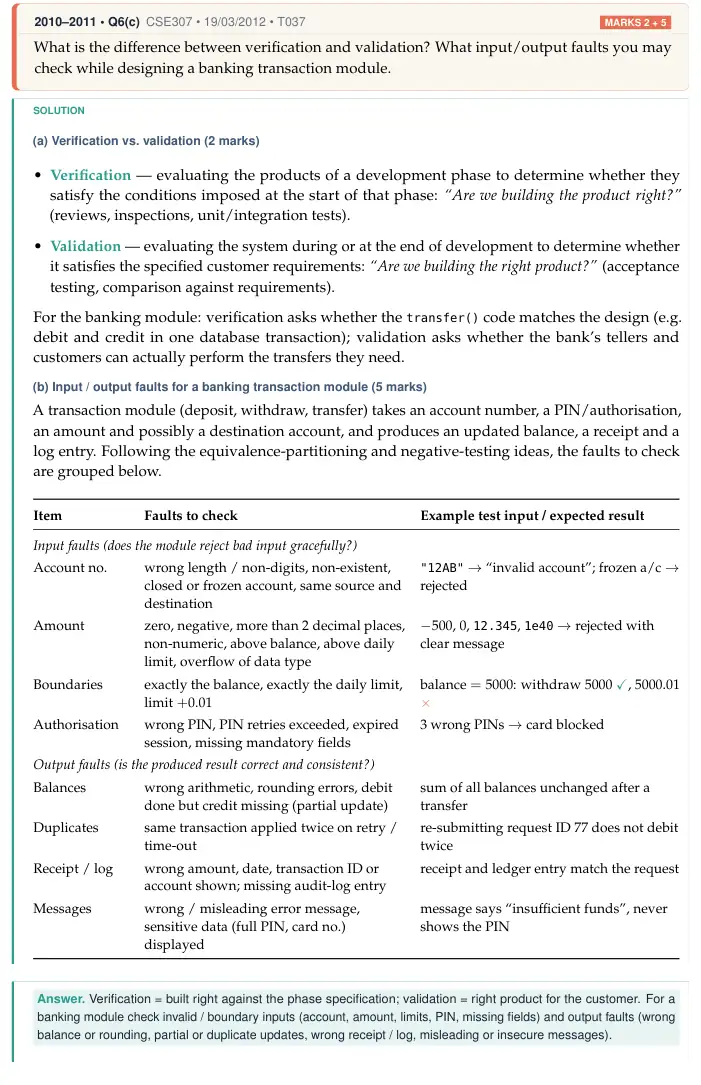 2010–2011 • Q6(c) CSE307 • 19/03/2012 • T037 MARKS 2 + 5
What is the difference between verification and validation? What input/output faults you may
check while designing a banking transaction module.
SOLUTION
(a) Verification vs. validation (2 marks)
• Verification — evaluating the products of a development phase to determine whether they
satisfy the conditions imposed at the start of that phase: “Are we building the product right?”
(reviews, inspections, unit/integration tests).
• Validation — evaluating the system during or at the end of development to determine whether
it satisfies the specified customer requirements: “Are we building the right product?” (acceptance
testing, comparison against requirements).
For the banking module: verification asks whether the transfer() code matches the design (e.g.
debit and credit in one database transaction); validation asks whether the bank’s tellers and
customers can actually perform the transfers they need.
(b) Input / output faults for a banking transaction module (5 marks)
A transaction module (deposit, withdraw, transfer) takes an account number, a PIN/authorisation,
an amount and possibly a destination account, and produces an updated balance, a receipt and a
log entry. Following the equivalence-partitioning and negative-testing ideas, the faults to check
are grouped below.
Item Faults to check Example test input / expected result
Input faults (does the module reject bad input gracefully?)
Account no. wrong length / non-digits, non-existent, "12AB" → “invalid account”; frozen a/c →
closed or frozen account, same source and rejected
destination
Amount zero, negative, more than 2 decimal places, −500, 0, 12.345, 1e40 → rejected with
non-numeric, above balance, above daily clear message
limit, overflow of data type
Boundaries exactly the balance, exactly the daily limit, balance = 5000: withdraw 5000 ✓, 5000.01
limit +0.01 ×
Authorisation wrong PIN, PIN retries exceeded, expired 3 wrong PINs → card blocked
session, missing mandatory fields
Output faults (is the produced result correct and consistent?)
Balances wrong arithmetic, rounding errors, debit sum of all balances unchanged after a
done but credit missing (partial update) transfer
Duplicates same transaction applied twice on retry / re-submitting request ID 77 does not debit
time-out twice
Receipt / log wrong amount, date, transaction ID or receipt and ledger entry match the request
account shown; missing audit-log entry
Messages wrong / misleading error message, message says “insufficient funds”, never
sensitive data (full PIN, card no.) shows the PIN
displayed
Answer. Verification = built right against the phase specification; validation = right product for the customer. For a
banking module check invalid / boundary inputs (account, amount, limits, PIN, missing fields) and output faults (wrong
balance or rounding, partial or duplicate updates, wrong receipt / log, misleading or insecure messages).